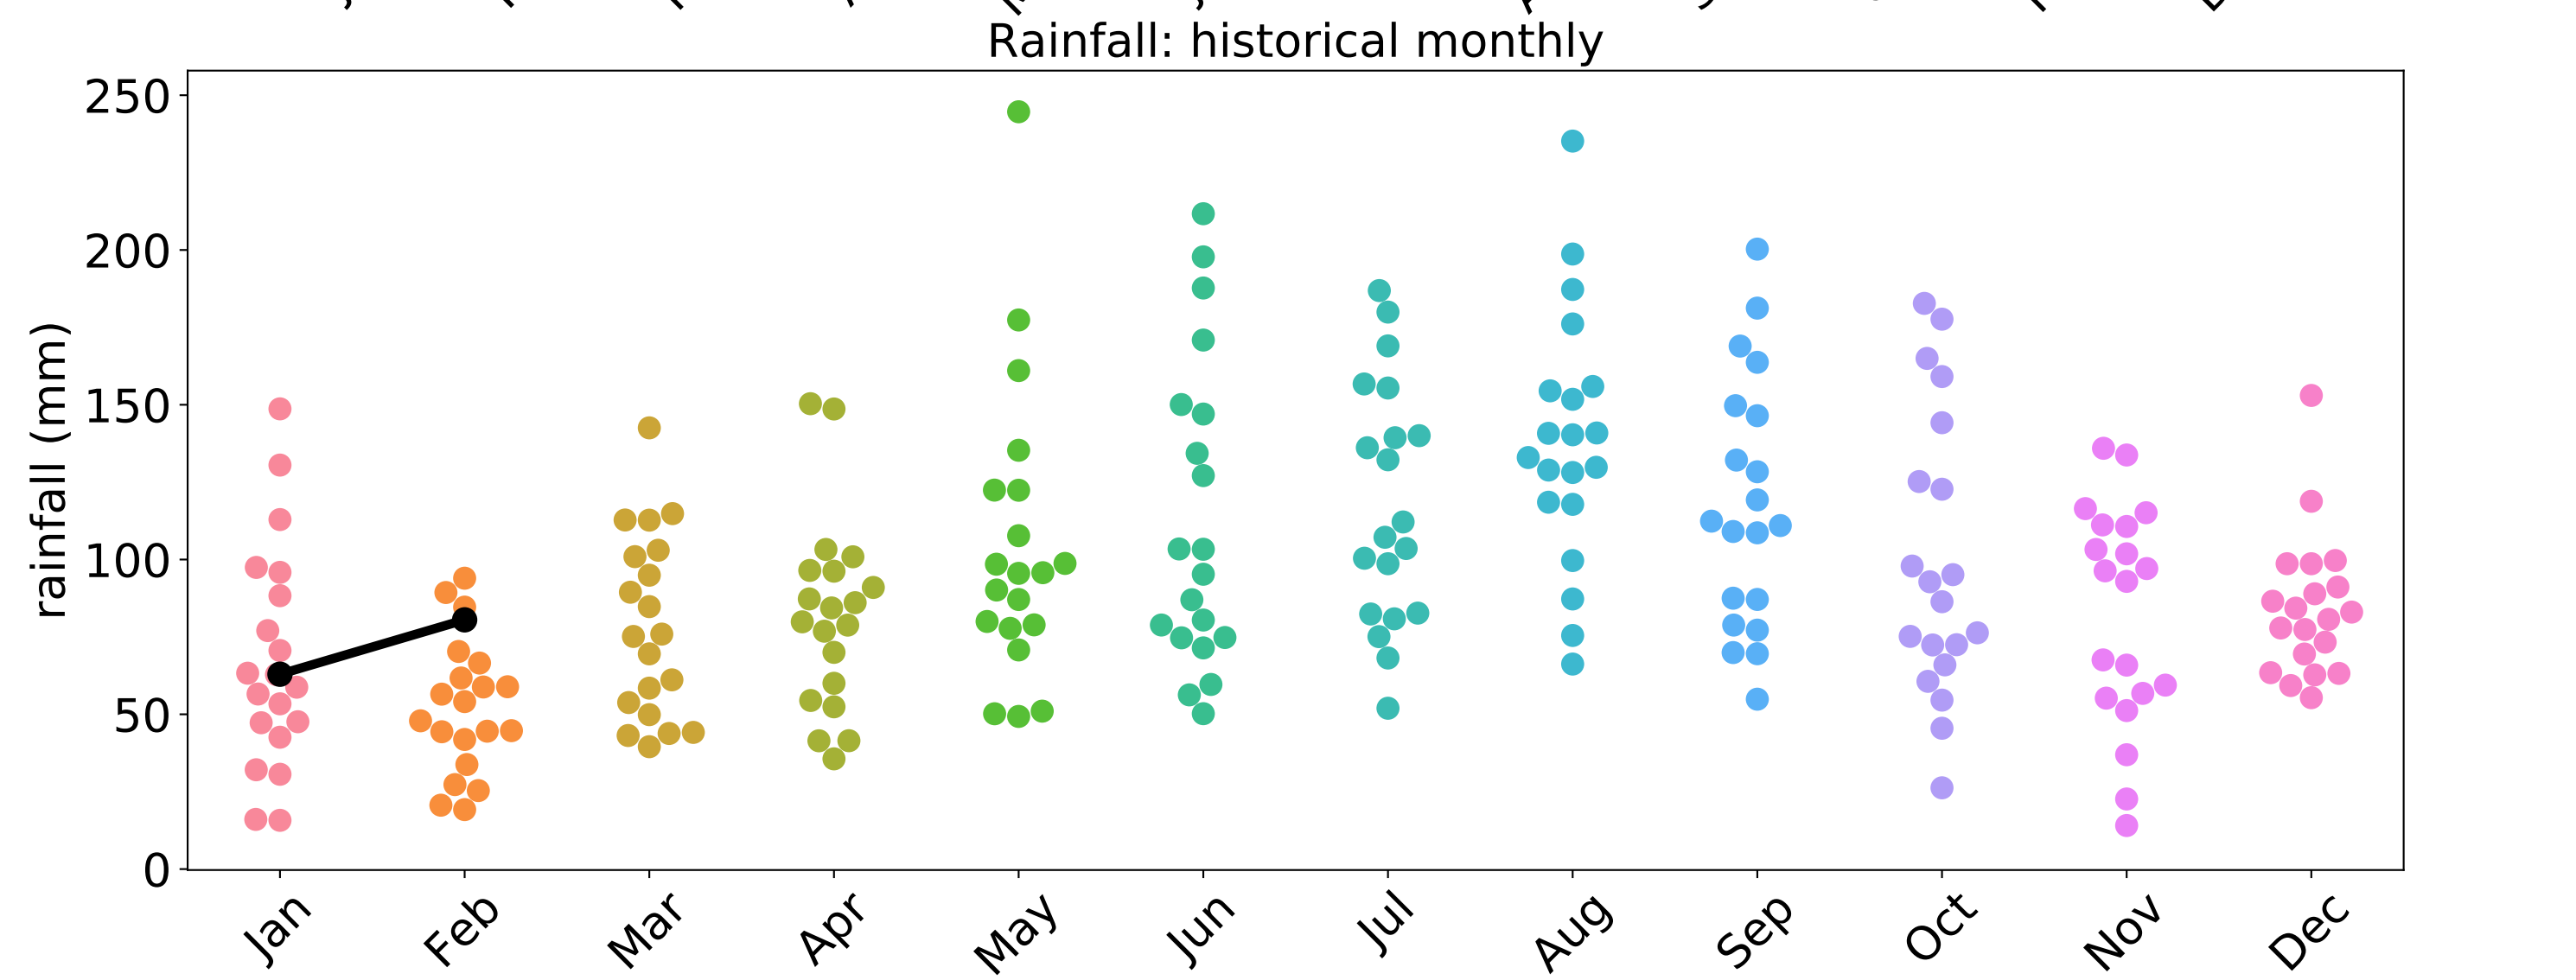 Rainfall: historical monthly
rainfall (mm)
250
200
150
100
50
0
Jan
Feb
Mar
Apr
May
Jun
Jul
Aug
Sep
Oct
Nov
Dec